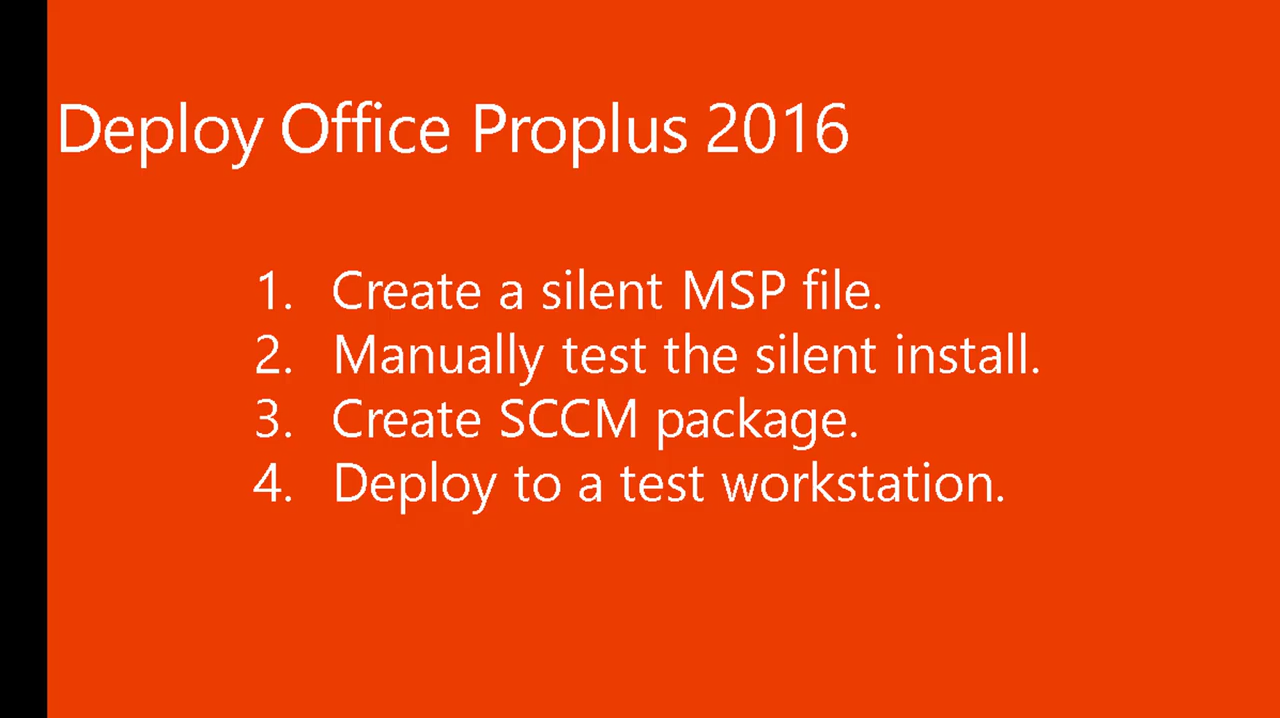 Deploy Office Proplus 2016
1. Create a silent MSP file.
2. Manually test the silent install.
3. Create SCCM package.
4. Deploy to a test workstation.